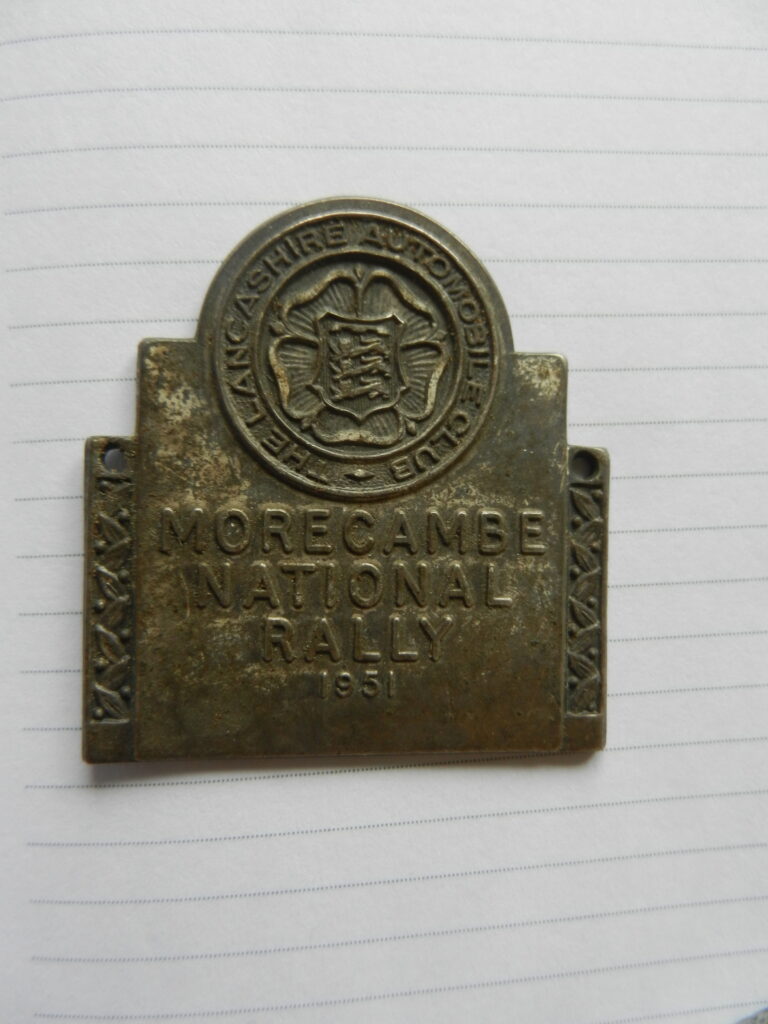 THE LANCASHIRE AUTOMOBILE CLUB
MORECAMBE
NATIONAL
RALLY
1951